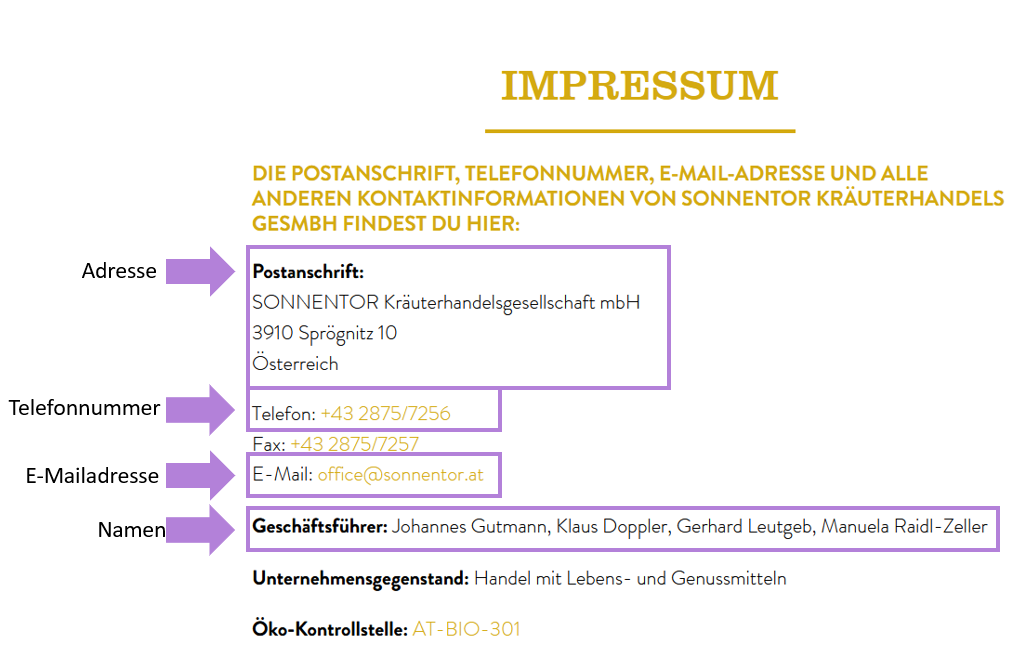 IMPRESSUM
DIE POSTANSCHRIFT, TELEFONNUMMER, E-MAIL-ADRESSE UND ALLE
ANDEREN KONTAKTINFORMATIONEN VON SONNENTOR KRÄUTERHANDELS
GESMBH FINDEST DU HIER:
Adresse
Postanschrift:
SONNENTOR Kräuterhandelsgesellschaft mbH
3910 Sprögnitz 10
Österreich
Telefonnummer
Telefon: +43 2875/7256
Fax: +43 2875/7257
E-Mailadresse
E-Mail: office@sonnentor.at
Namen
Geschäftsführer: Johannes Gutmann, Klaus Doppler, Gerhard Leutgeb, Manuela Raidl-Zeller
Unternehmensgegenstand: Handel mit Lebens- und Genussmitteln
Öko-Kontrollstelle: AT-BIO-301